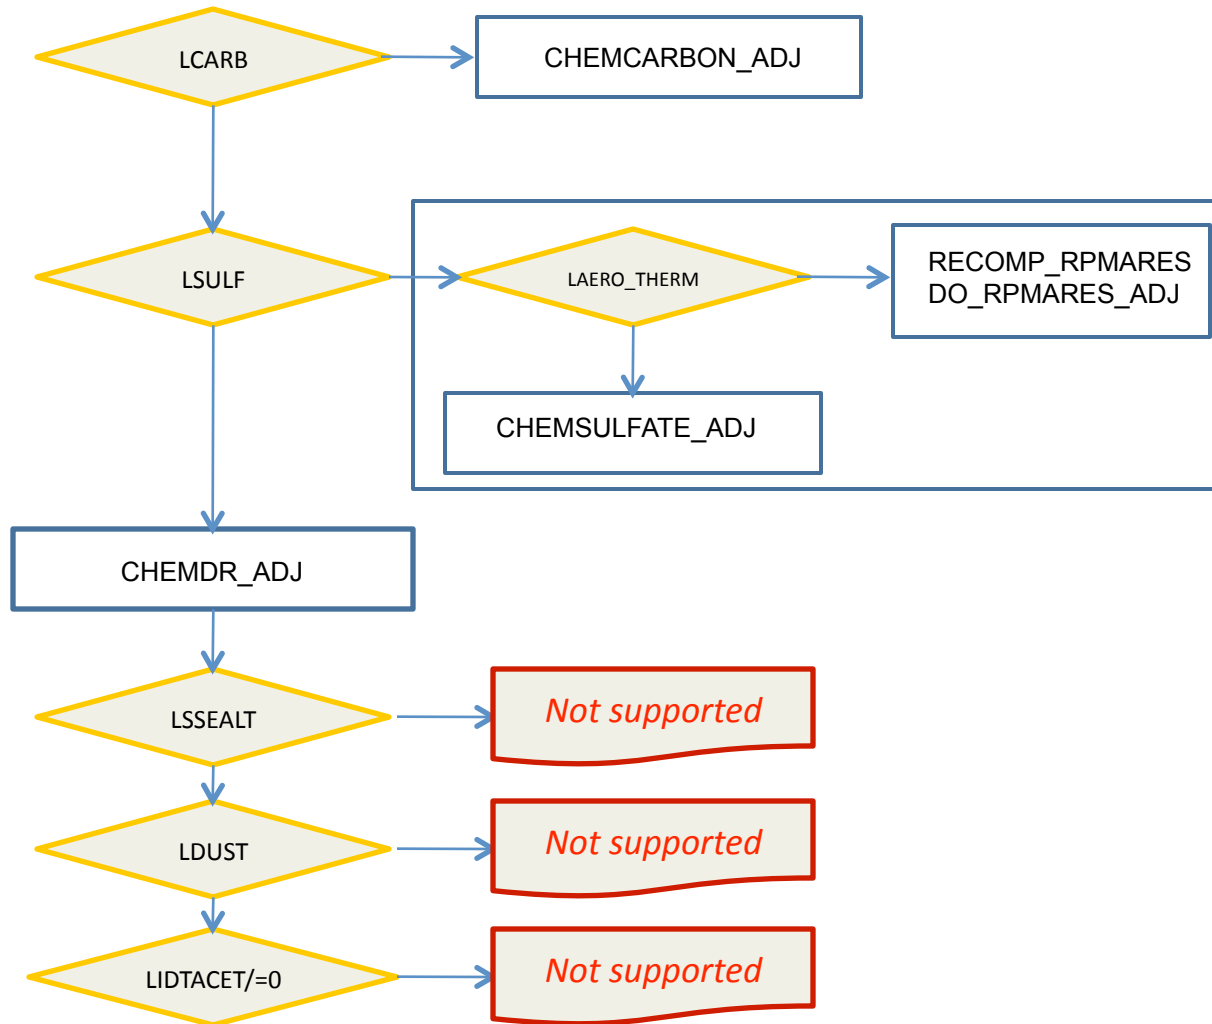 LCARB
CHEMCARBON_ADJ
LSULF
LAERO_THERM
RECOMP_RPMARES
DO_RPMARES_ADJ
CHEMSULFATE_ADJ
CHEMDR_ADJ
LSSEALT
Not supported
LDUST
Not supported
LIDTACET/=0
Not supported